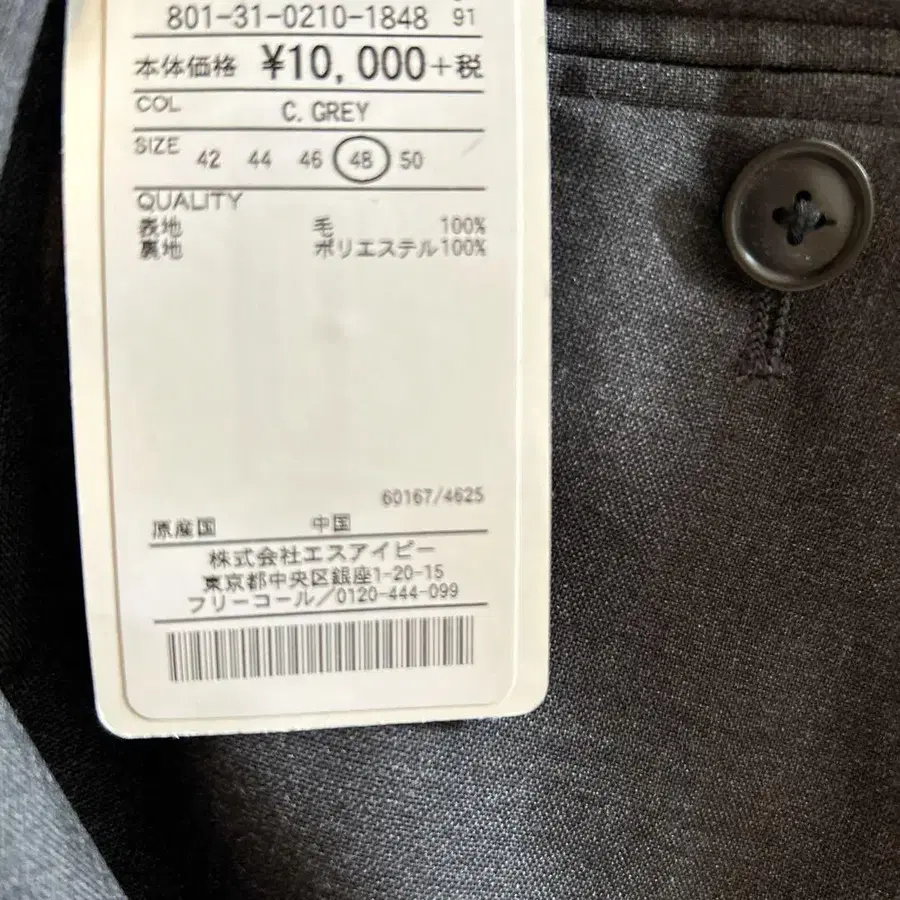 801-31-0210-1848 91
本体価格 ¥10,000+税
COL C. GREY
SIZE 42 44 46 48 50
QUALITY
表地 毛 100%
裏地 ポリエステル100%
60167/4625
原産国 中国
株式会社エスアイビー
東京都中央区銀座1-20-15
フリーコール/0120-444-099